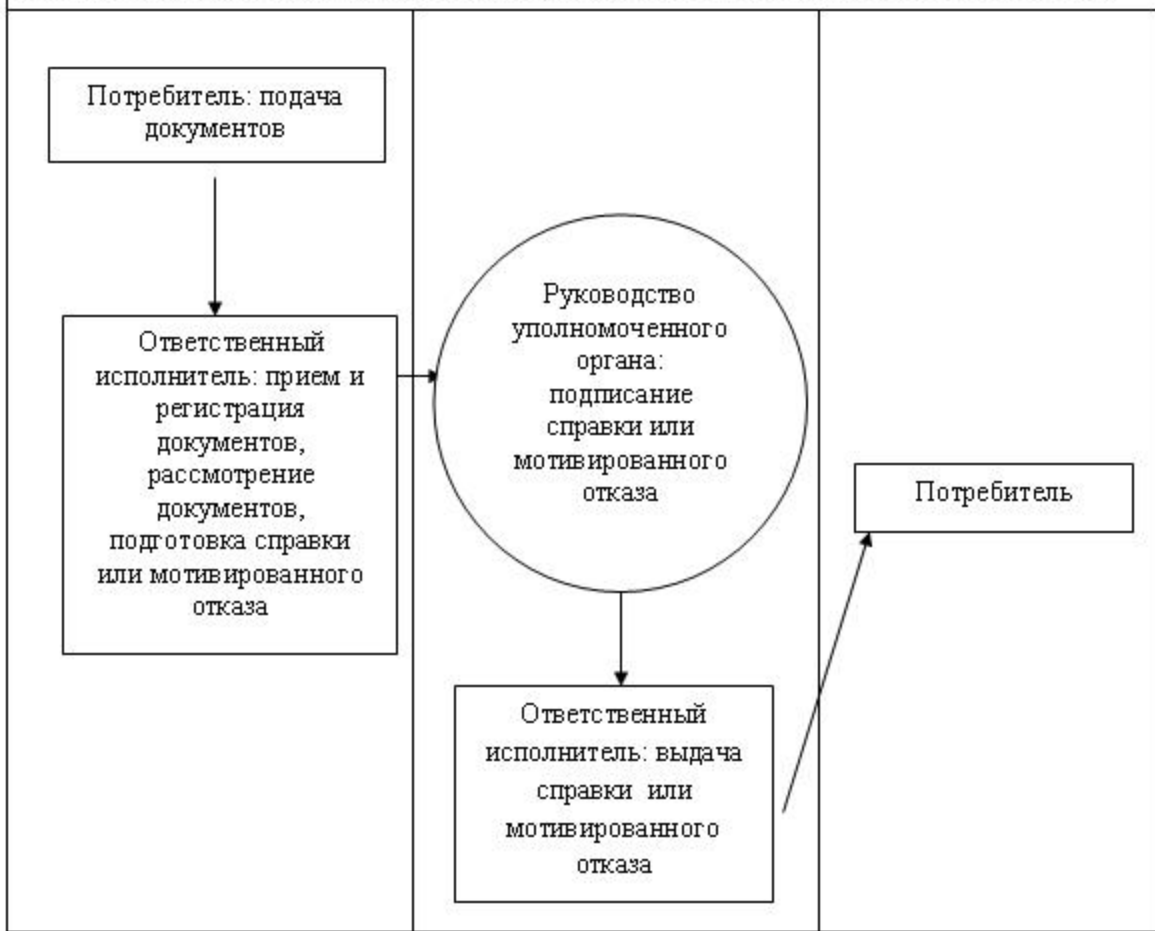 Потребитель: подача
документов
Ответственный
исполнитель: прием и
регистрация
документов,
рассмотрение
документов,
подготовка справки
или мотивированного
отказа
Руководство
уполномоченного
органа:
подписание
справки или
мотивированного
отказа
Ответственный
исполнитель: выдача
справки или
мотивированного
отказа
Потребитель